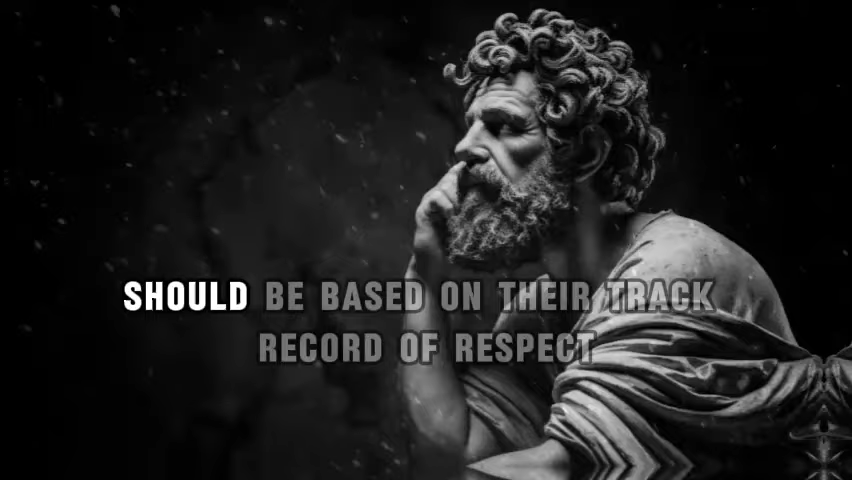 SHOULD BE BASED ON THEIR TRACK
RECORD OF RESPECT